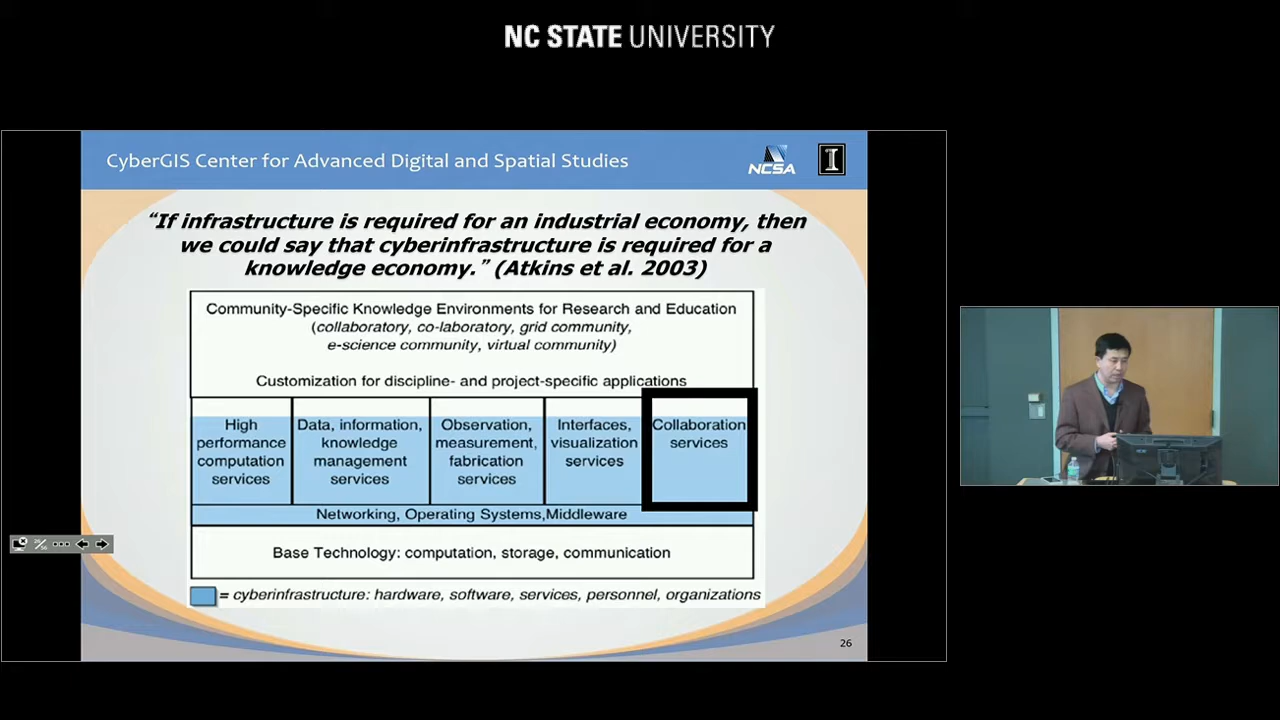 NC STATE UNIVERSITY
CyberGIS Center for Advanced Digital and Spatial Studies
NCSA
I
“If infrastructure is required for an industrial economy, then
we could say that cyberinfrastructure is required for a
knowledge economy.” (Atkins et al. 2003)
Community-Specific Knowledge Environments for Research and Education
(collaboratory, co-laboratory, grid community,
e-science community, virtual community)
Customization for discipline- and project-specific applications
High
performance
computation
services
Data, information,
knowledge
management
services
Observation,
measurement,
fabrication
services
Interfaces,
visualization
services
Collaboration
services
Networking, Operating Systems,Middleware
Base Technology: computation, storage, communication
= cyberinfrastructure: hardware, software, services, personnel, organizations
26